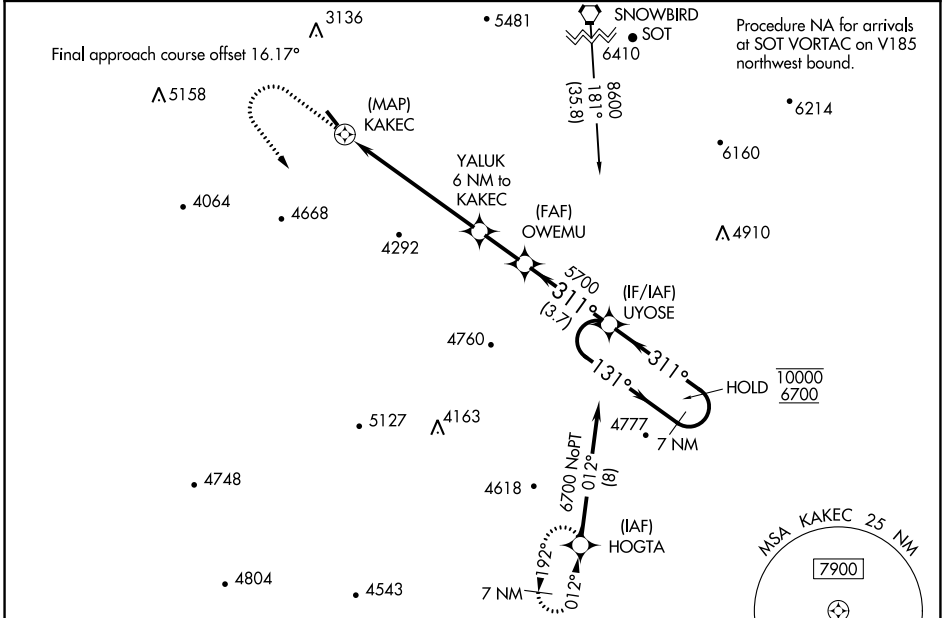 3136
5481
SNOWBIRD
SOT
6410
Procedure NA for arrivals
at SOT VORTAC on V185
northwest bound.
Final approach course offset 16.17°
5158
(MAP)
KAKEC
8600
181°
(35.8)
6214
6160
YALUK
6 NM to
KAKEC
4064
4668
4292
(FAF)
OWEMU
4910
5700
311°
(3.7)
(IF/IAF)
UYOSE
4760
131°
311°
HOLD
10000
6700
5127
4163
4777
7 NM
4748
4618
6700 NoPT
012°
(8)
(IAF)
HOGTA
192°
012°
7 NM
4804
4543
MSA KAKEC 25 NM
7900